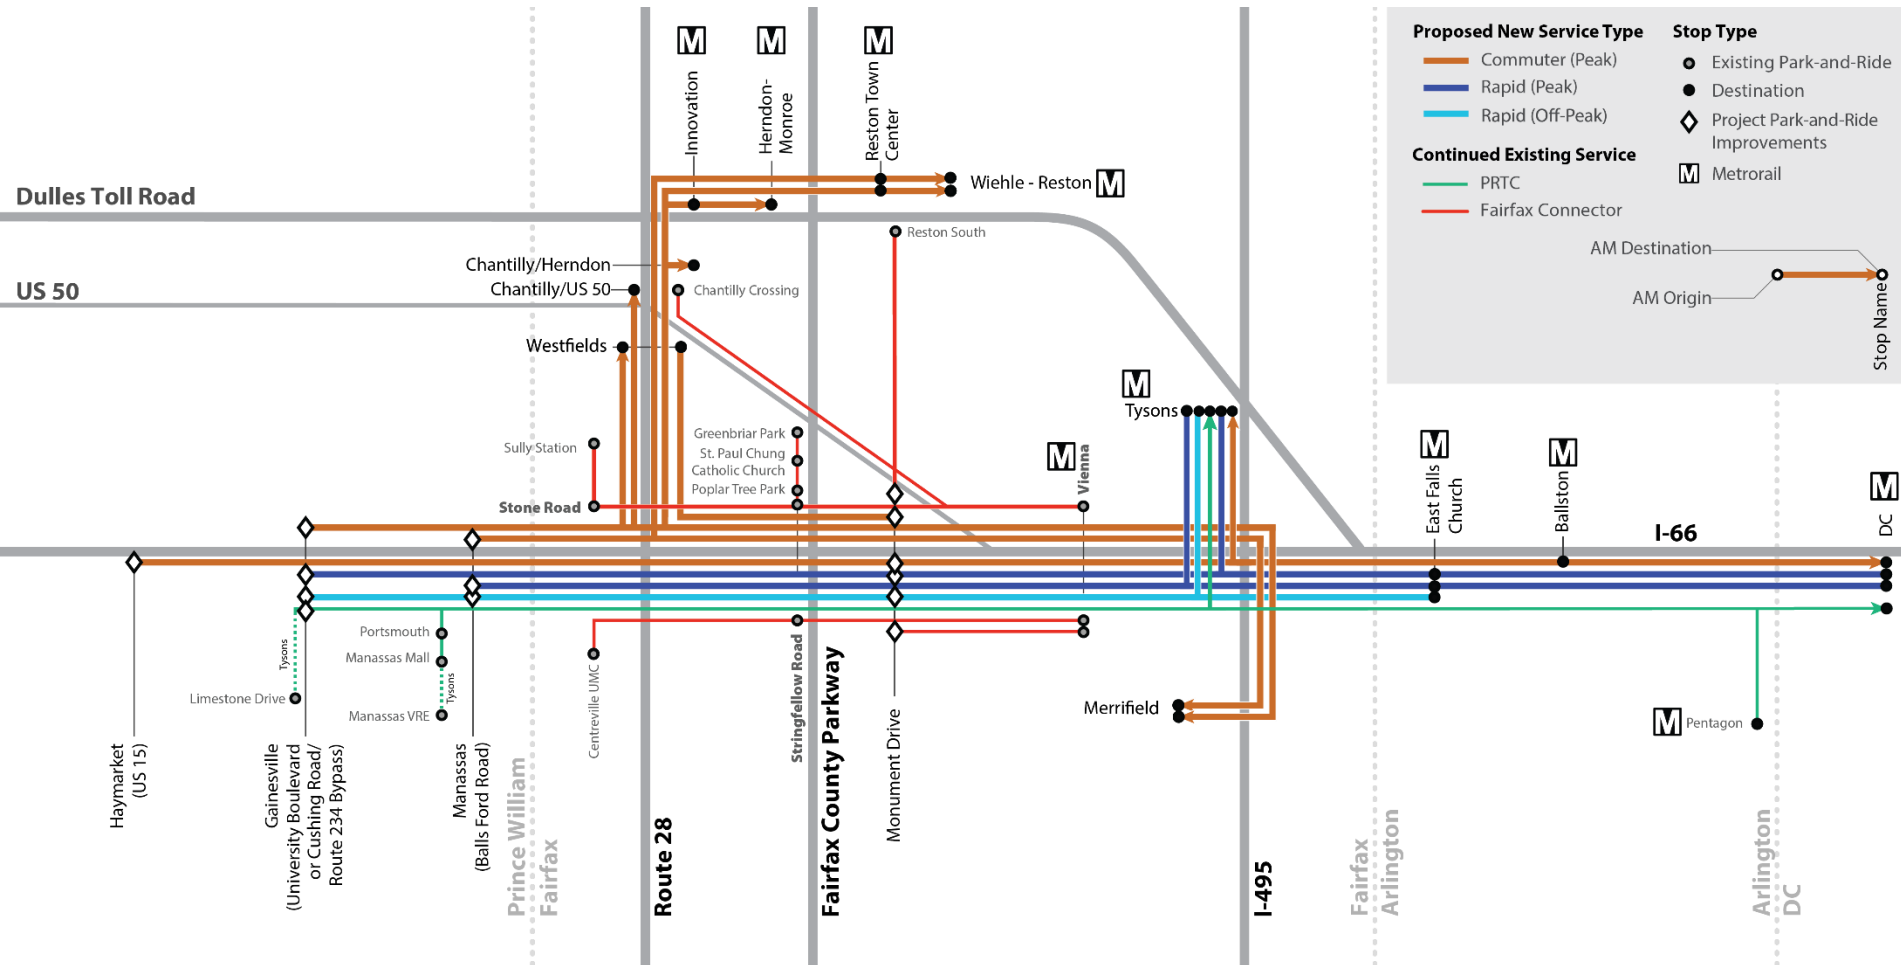 M
M
M
Innovation
Herndon-
Monroe
Reston Town
Center
Wiehle - Reston M
Dulles Toll Road
Reston South
Chantilly/Herndon
US 50
Chantilly/US 50
Chantilly Crossing
Westfields
M
Tysons
Sully Station
Greenbriar Park
St. Paul Chung
Catholic Church
Poplar Tree Park
Stone Road
M
Vienna
M
East Falls
Church
M
Ballston
M
DC
I-66
Portsmouth
Manassas Mall
Manassas VRE
Tysons
Tysons
Limestone Drive
Centreville UMC
Stringfellow Road
Fairfax County Parkway
Monument Drive
Merrifield
M Pentagon
Haymarket
(US 15)
Gainesville
(University Boulevard
or Cushing Road/
Route 234 Bypass)
Manassas
(Balls Ford Road)
Prince William
Fairfax
Route 28
I-495
Fairfax
Arlington
Arlington
DC
Proposed New Service Type
Commuter (Peak)
Rapid (Peak)
Rapid (Off-Peak)
Continued Existing Service
PRTC
Fairfax Connector
Stop Type
Existing Park-and-Ride
Destination
Project Park-and-Ride
Improvements
M Metrorail
AM Destination
AM Origin
Stop Name